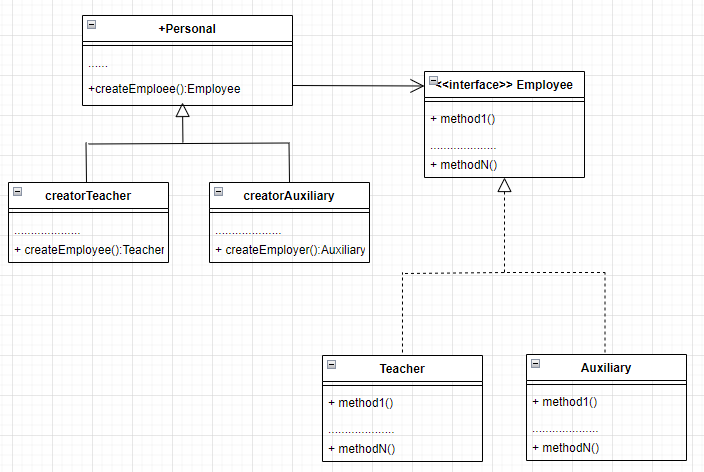 +Personal
......
+createEmploee():Employee
<<interface>> Employee
+ method1()
....................
+ methodN()
creatorTeacher
....................
+ createEmployee():Teacher
creatorAuxiliary
....................
+ createEmployer():Auxiliary
Teacher
+ method1()
....................
+ methodN()
Auxiliary
+ method1()
....................
+ methodN()